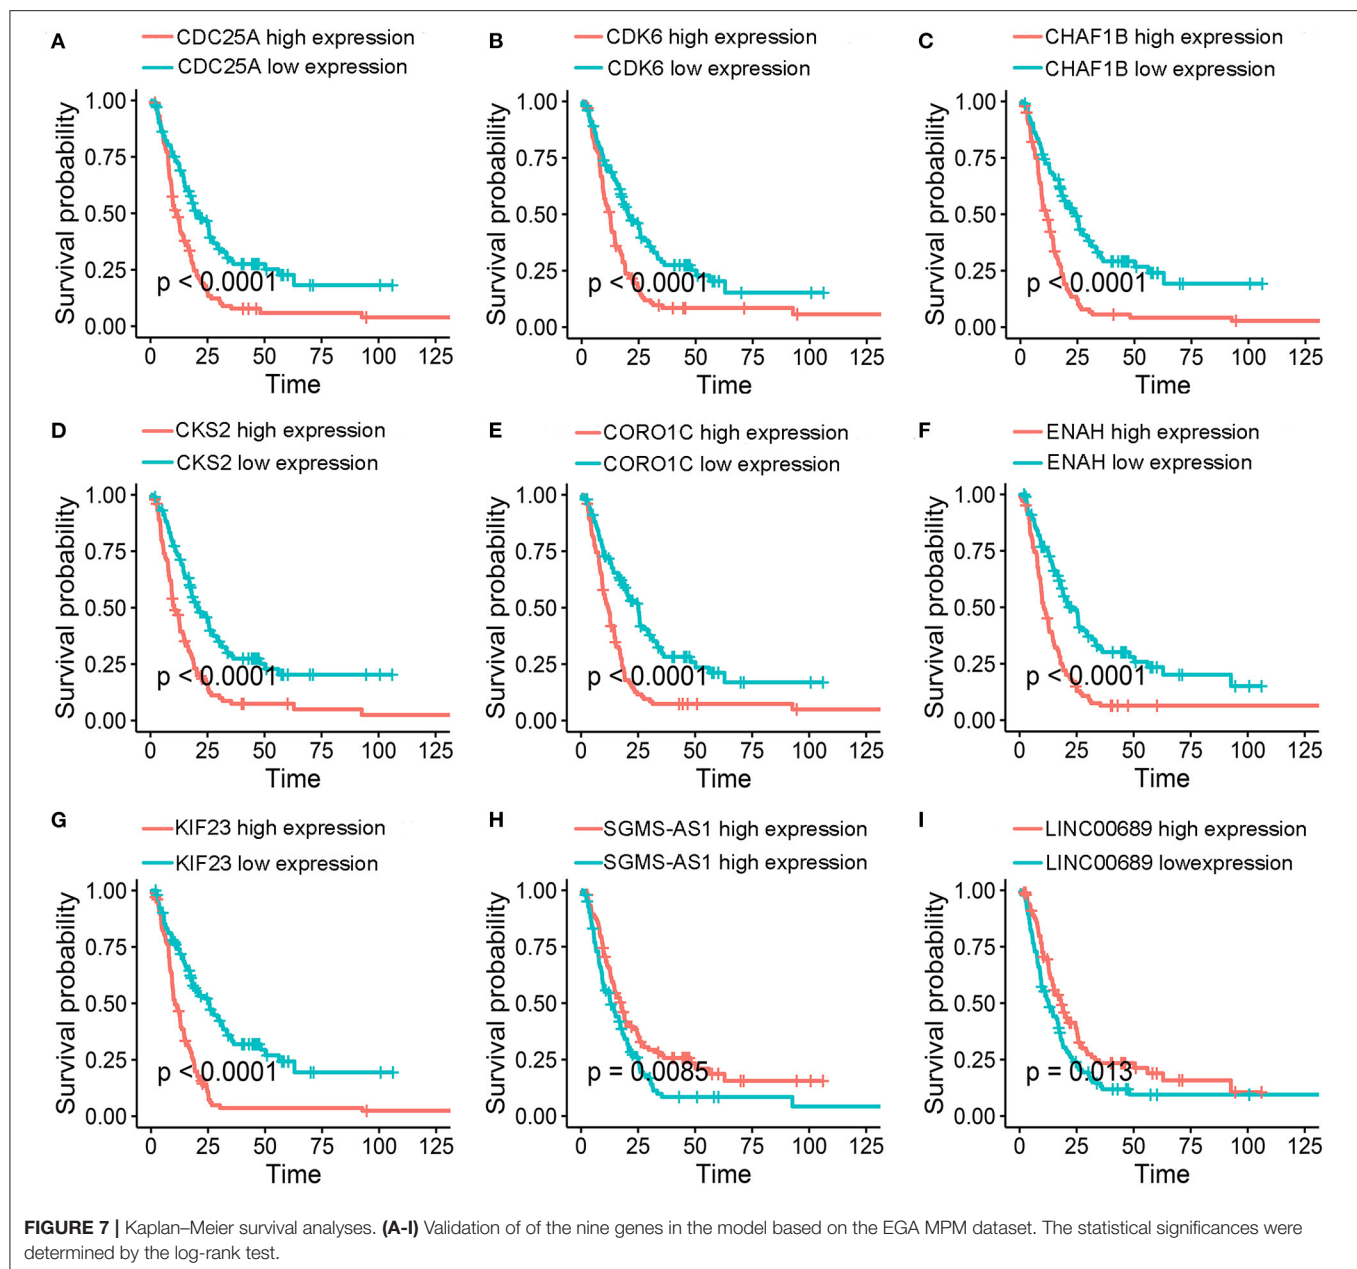 A
CDC25A high expression
CDC25A low expression
Survival probability
1.00
0.75
0.50
0.25
0.00
p < 0.0001
0 25 50 75 100 125
Time
B
CDK6 high expression
CDK6 low expression
Survival probability
1.00
0.75
0.50
0.25
0.00
p < 0.0001
0 25 50 75 100 125
Time
C
CHAF1B high expression
CHAF1B low expression
Survival probability
1.00
0.75
0.50
0.25
0.00
p < 0.0001
0 25 50 75 100 125
Time
D
CKS2 high expression
CKS2 low expression
Survival probability
1.00
0.75
0.50
0.25
0.00
p < 0.0001
0 25 50 75 100 125
Time
E
CORO1C high expression
CORO1C low expression
Survival probability
1.00
0.75
0.50
0.25
0.00
p < 0.0001
0 25 50 75 100 125
Time
F
ENAH high expression
ENAH low expression
Survival probability
1.00
0.75
0.50
0.25
0.00
p < 0.0001
0 25 50 75 100 125
Time
G
KIF23 high expression
KIF23 low expression
Survival probability
1.00
0.75
0.50
0.25
0.00
p < 0.0001
0 25 50 75 100 125
Time
H
SGMS-AS1 high expression
SGMS-AS1 high expression
Survival probability
1.00
0.75
0.50
0.25
0.00
p = 0.0085
0 25 50 75 100 125
Time
I
LINC00689 high expression
LINC00689 lowexpression
Survival probability
1.00
0.75
0.50
0.25
0.00
p = 0.013
0 25 50 75 100 125
Time
FIGURE 7 | Kaplan–Meier survival analyses. (A-I) Validation of of the nine genes in the model based on the EGA MPM dataset. The statistical significances were
determined by the log-rank test.